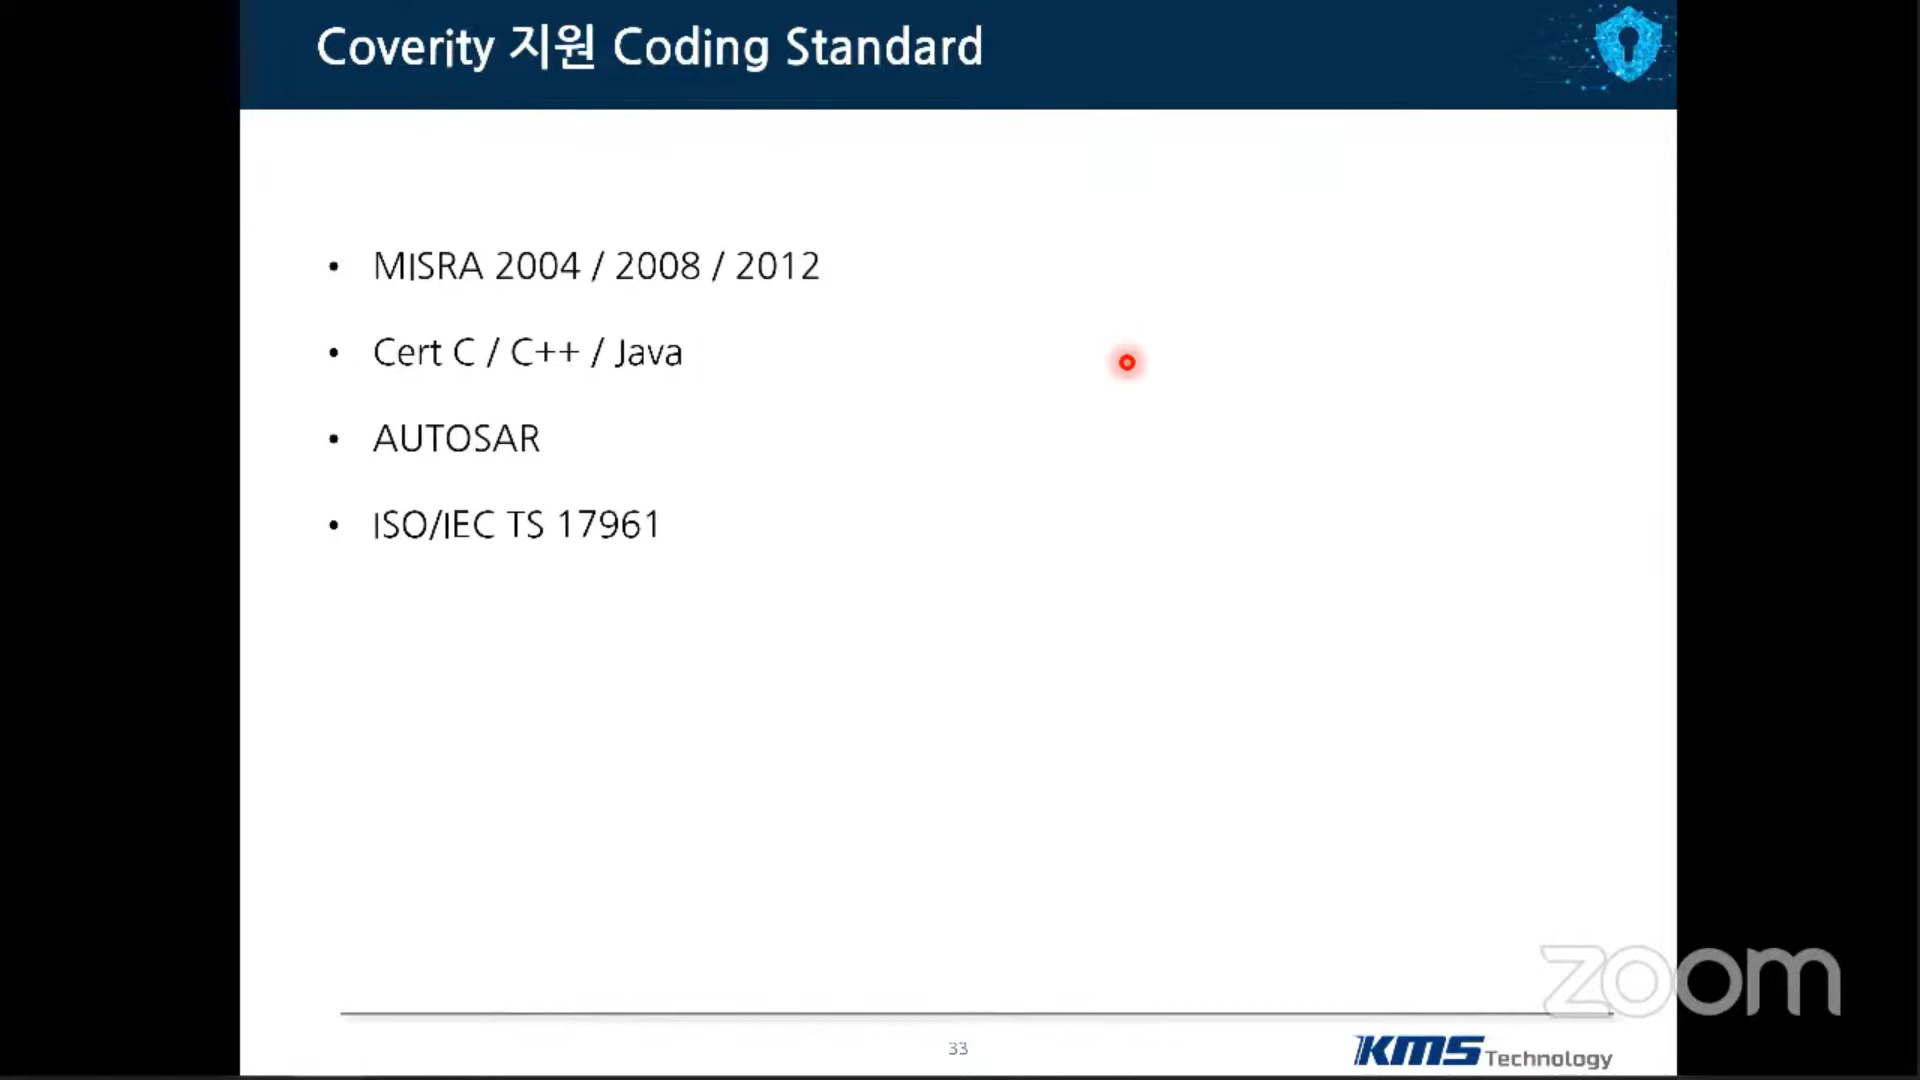 Coverity 지원 Coding Standard
• MISRA 2004 / 2008 / 2012
• Cert C / C++ / Java
• AUTOSAR
• ISO/IEC TS 17961
zoom
33
KMS Technology